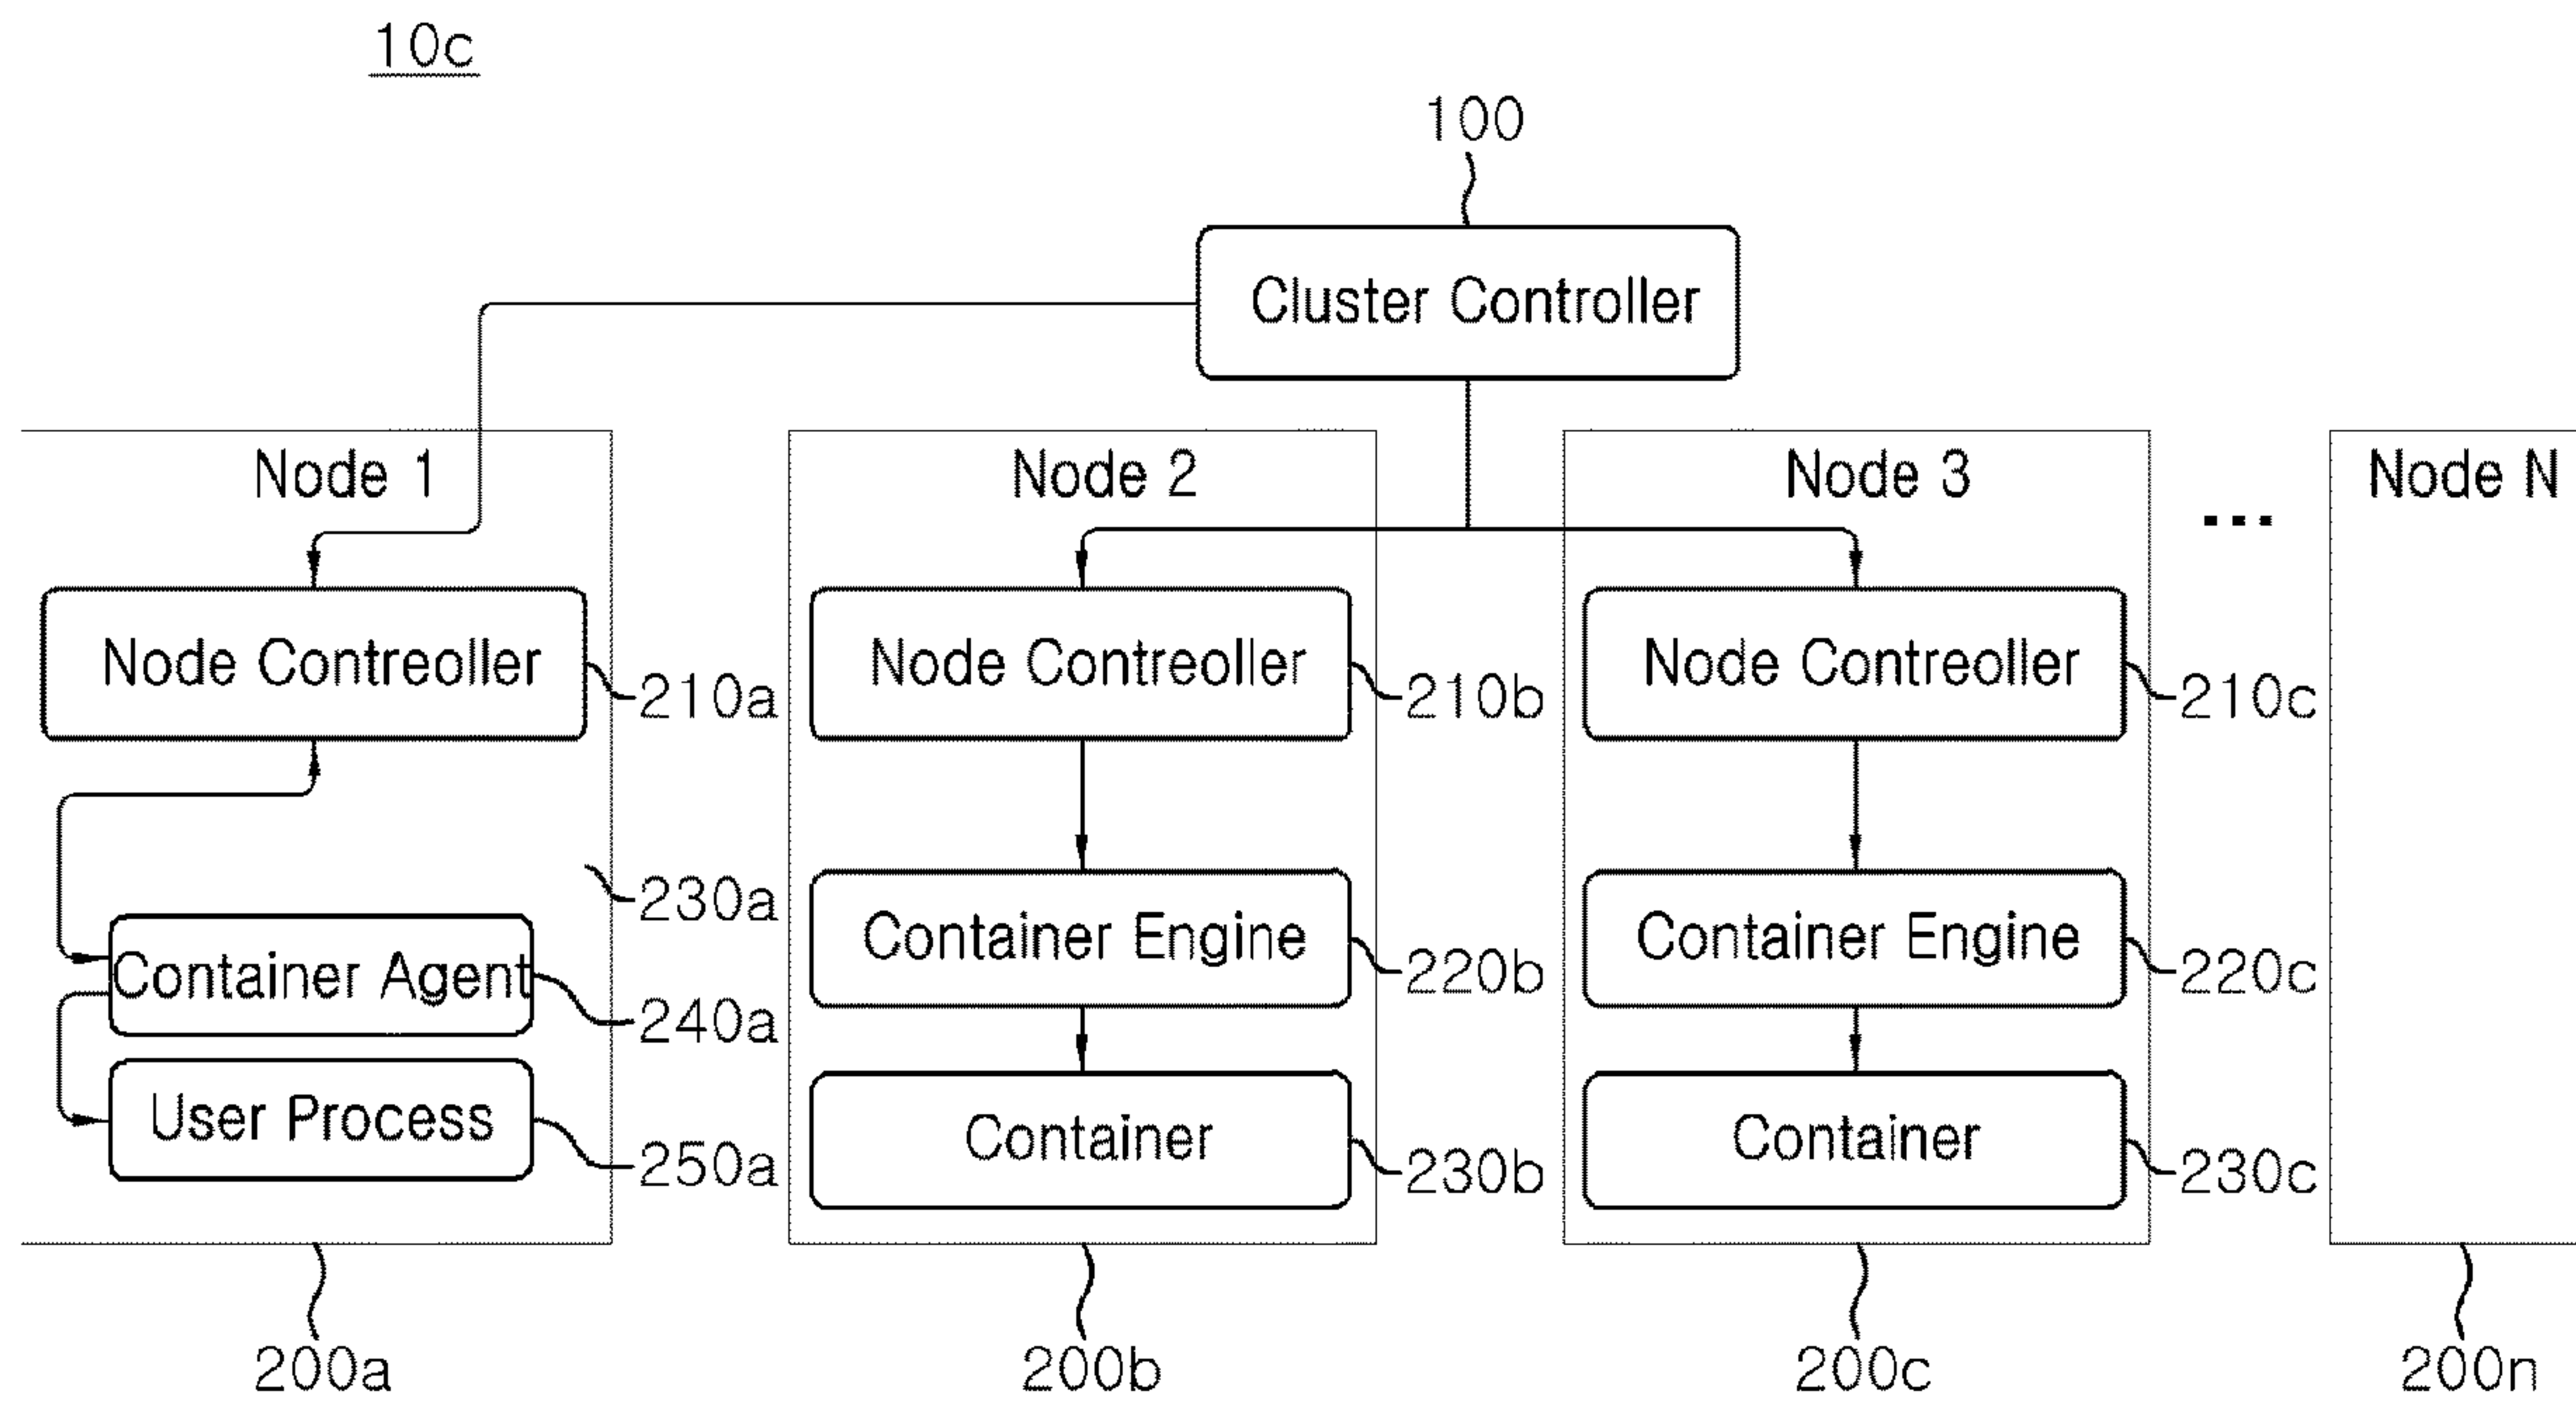 10c
100
Cluster Controller
Node 1
Node 2
Node 3
...
Node N
Node Contreoller
210a
Node Contreoller
210b
Node Contreoller
210c
230a
Container Agent
240a
User Process
250a
Container Engine
220b
Container
230b
Container Engine
220c
Container
230c
200a
200b
200c
200n